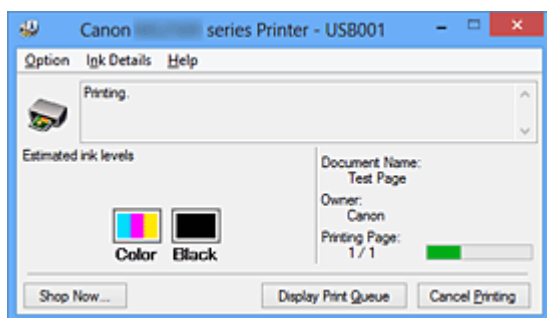 Canon series Printer - USB001
Option Ink Details Help
Printing.
Estimated ink levels
Document Name:
Test Page
Owner:
Canon
Printing Page:
1 / 1
Color Black
Shop Now... Display Print Queue Cancel Printing